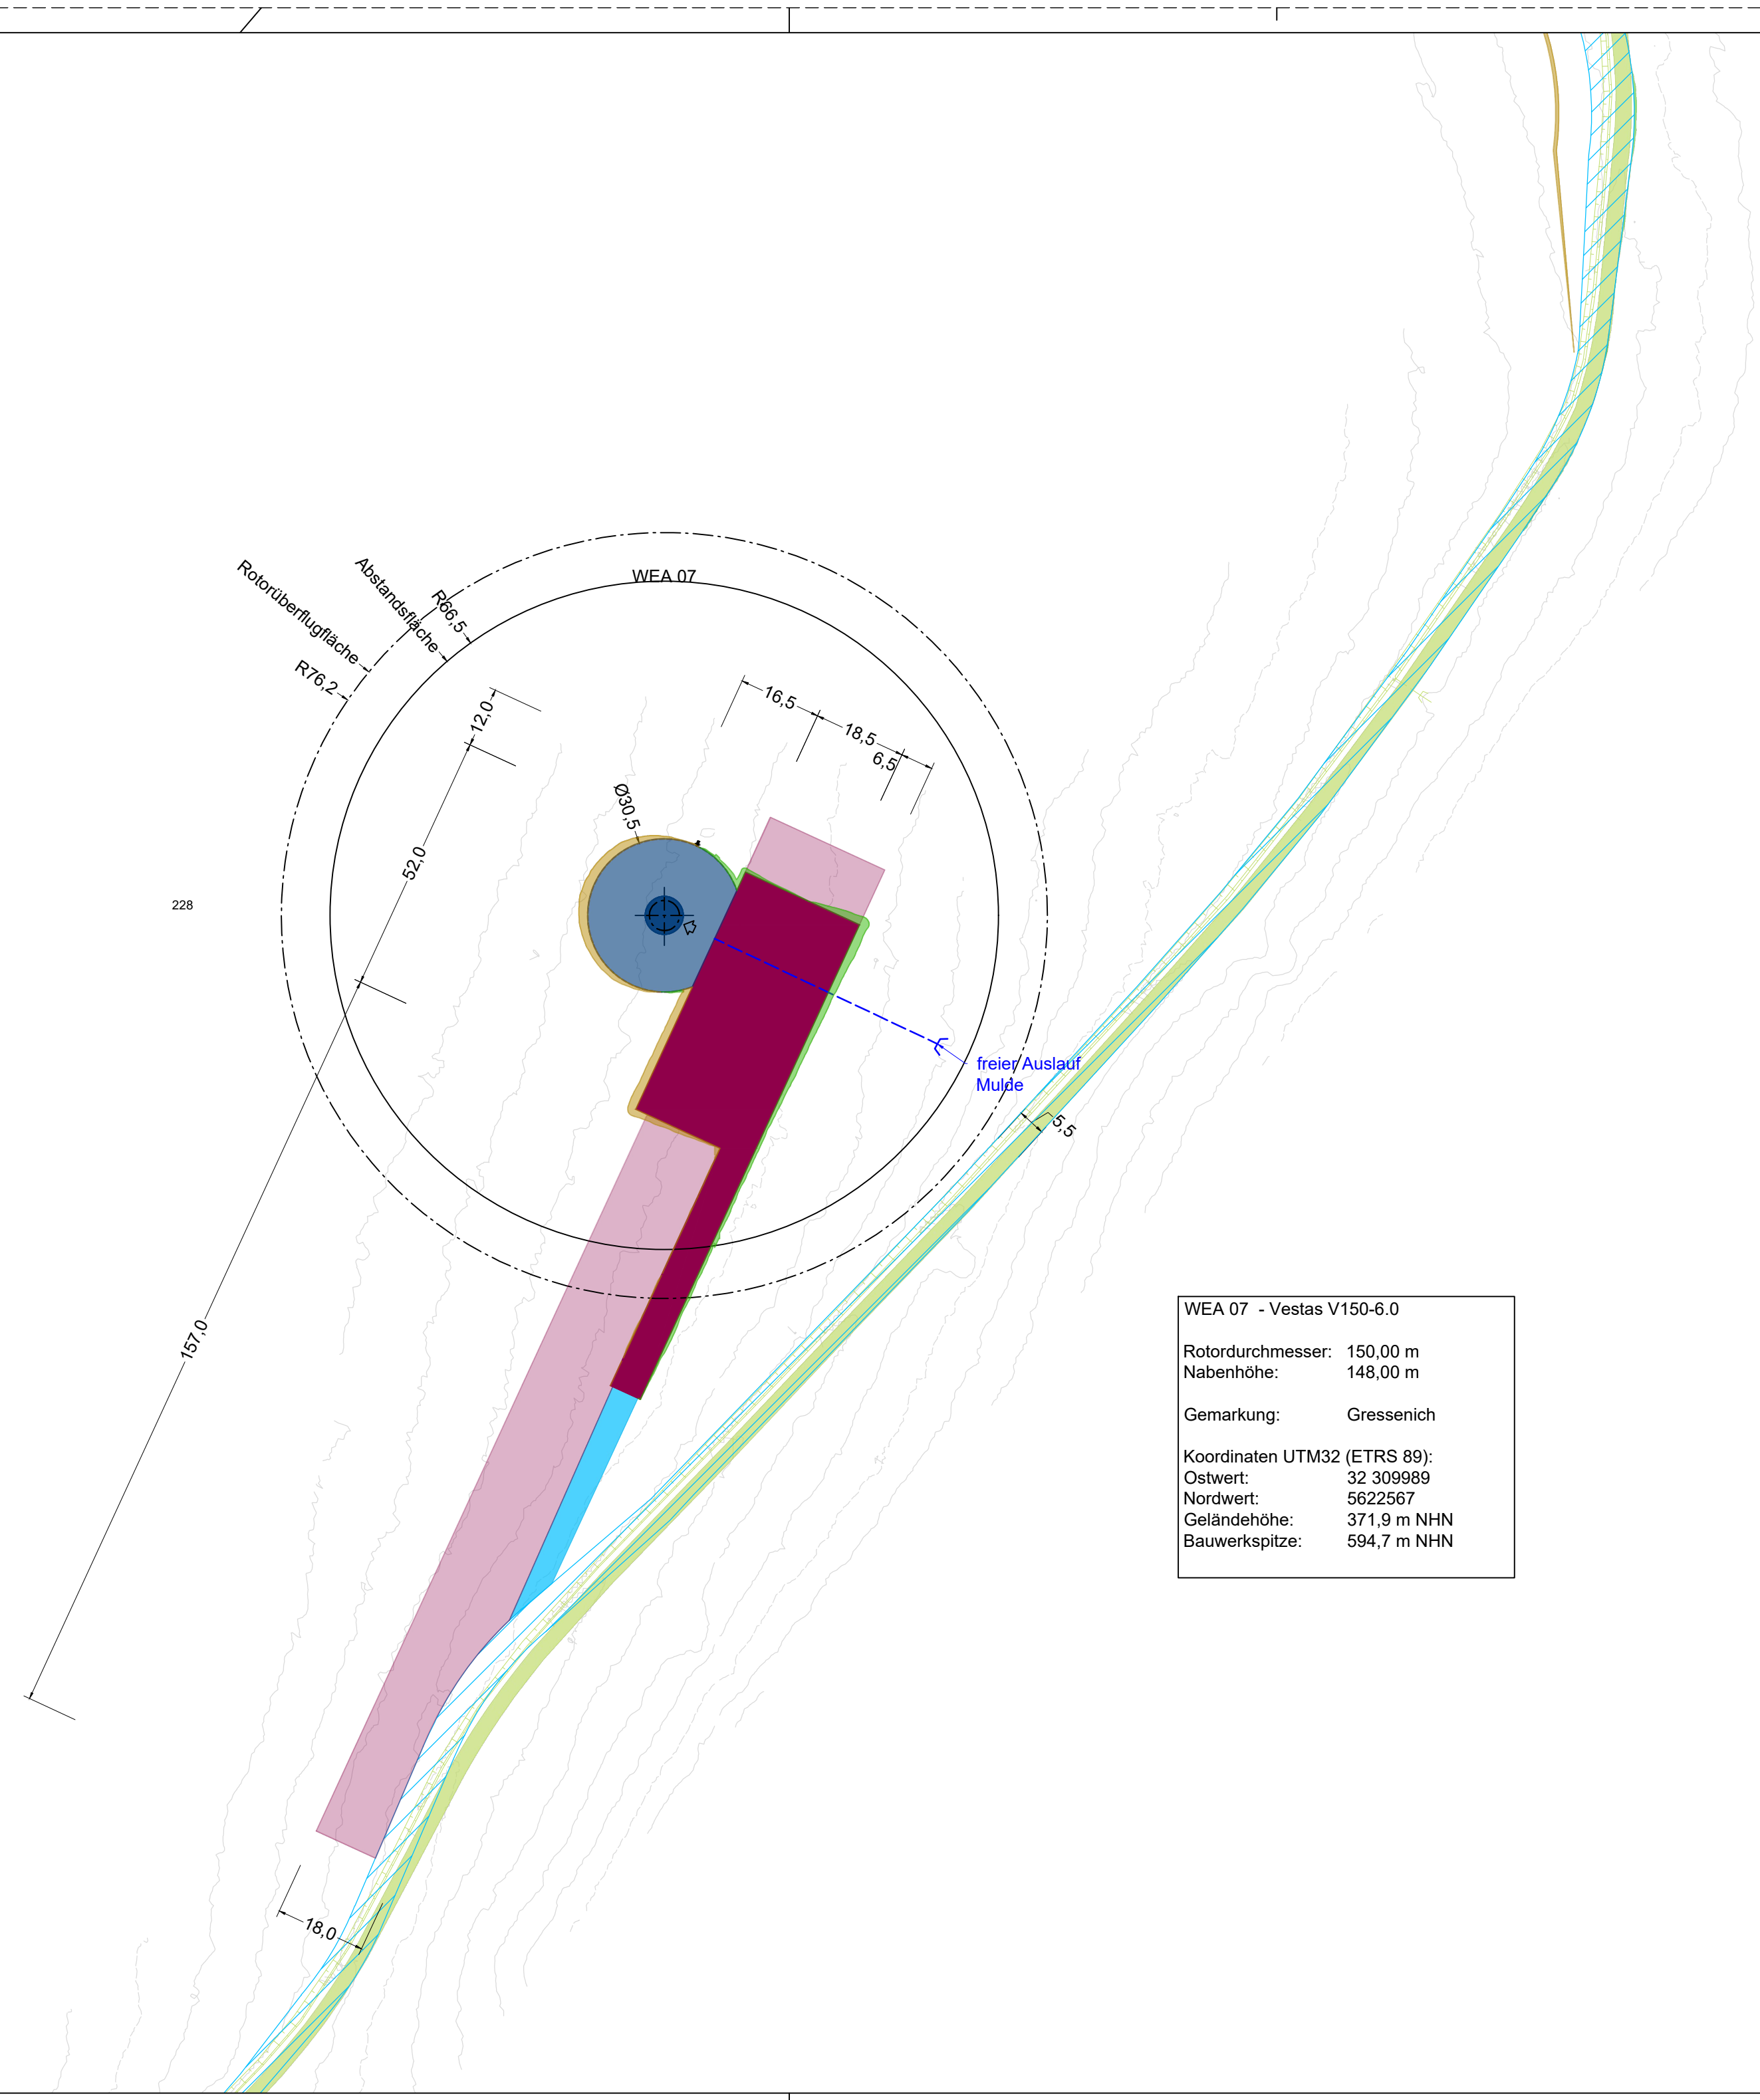 WEA 07
Rotorüberflugfläche
Abstandsfläche
R66,5
R76,2
16,5
18,5
6,5
12,0
Ø30,5
52,0
228
freier Auslauf
Mulde
5,5
157,0
WEA 07 - Vestas V150-6.0
Rotordurchmesser: 150,00 m
Nabenhöhe: 148,00 m
Gemarkung: Gressenich
Koordinaten UTM32 (ETRS 89):
Ostwert: 32 309989
Nordwert: 5622567
Geländehöhe: 371,9 m NHN
Bauwerkspitze: 594,7 m NHN
18,0